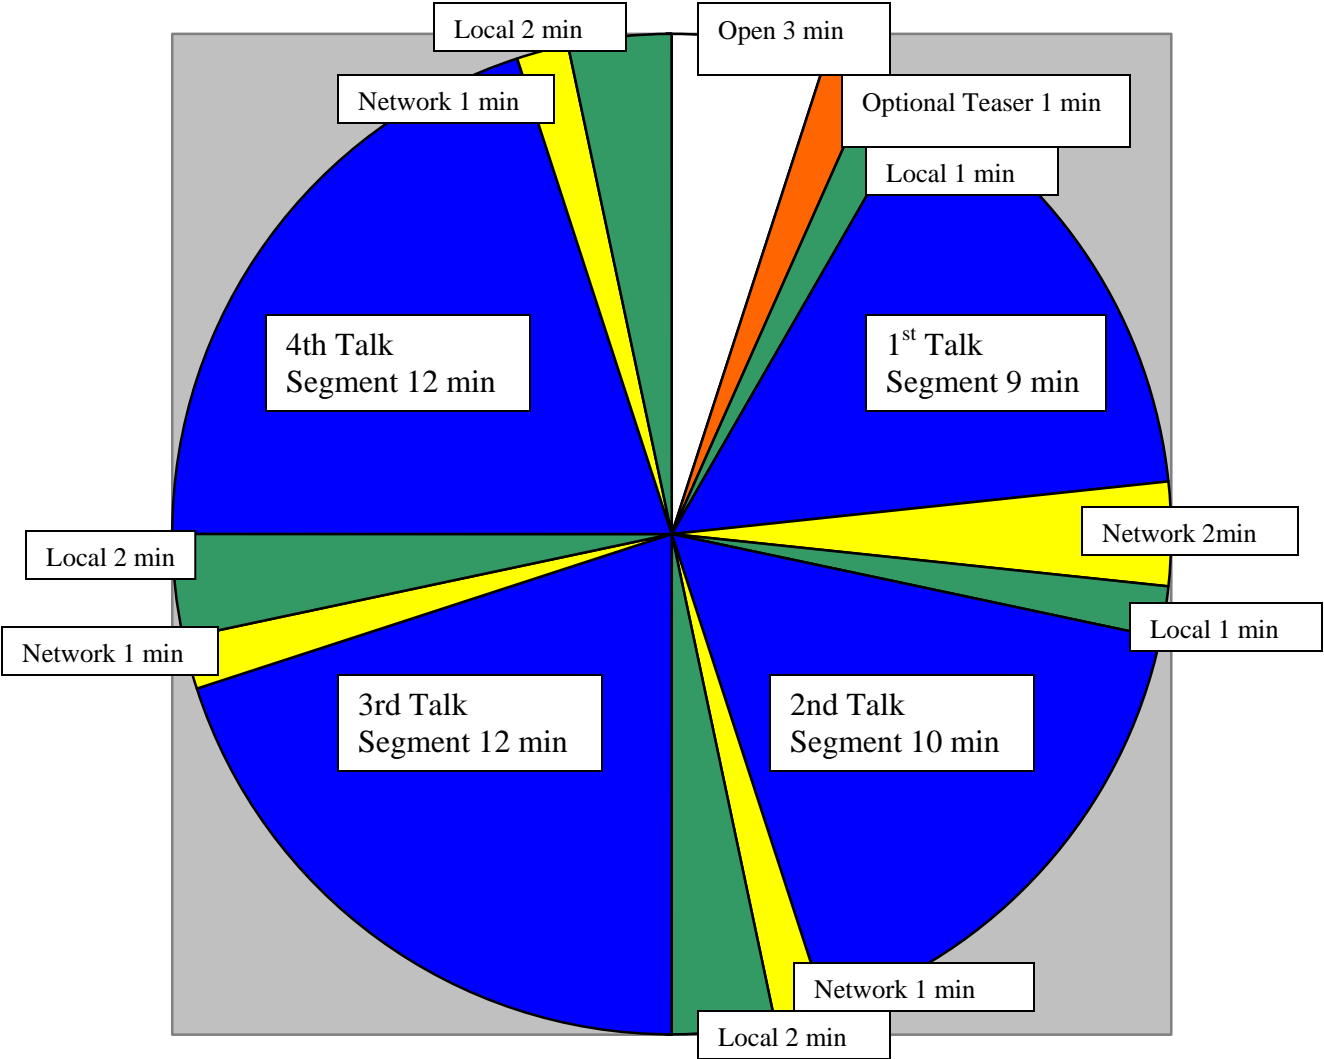 Local 2 min
Open 3 min
Network 1 min
Optional Teaser 1 min
Local 1 min
4th Talk
Segment 12 min
1st Talk
Segment 9 min
Local 2 min
Network 2min
Network 1 min
Local 1 min
3rd Talk
Segment 12 min
2nd Talk
Segment 10 min
Network 1 min
Local 2 min